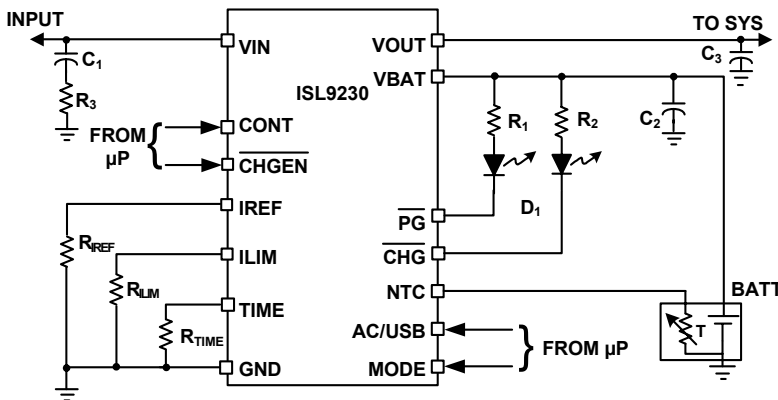 INPUT
VIN
VOUT
TO SYS
C1
C3
VBAT
ISL9230
R3
R1
R2
C2
FROM
µP
CONT
CHGEN
D1
IREF
PG
RIREF
ILIM
CHG
RILIM
NTC
BATT
TIME
RTIME
AC/USB
T
FROM µP
GND
MODE